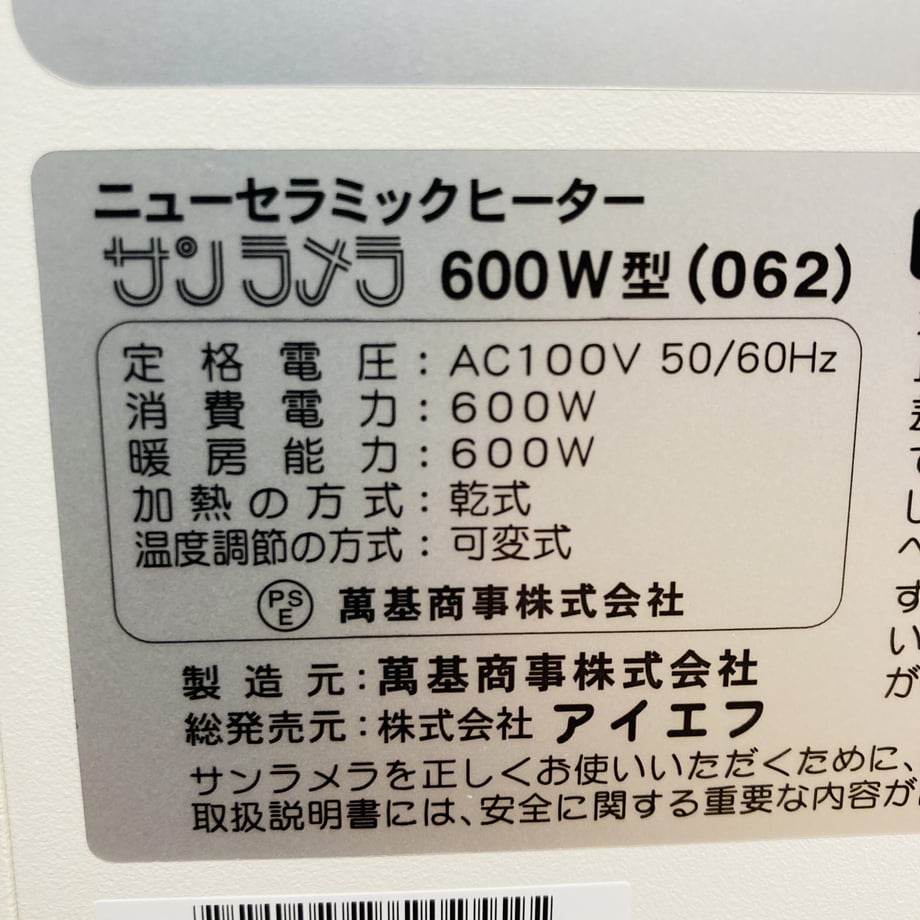 ニューセラミックヒーター
サンラメラ 600W型(062)
定格電圧：AC100V 50/60Hz
消費電力：600W
暖房能力：600W
加熱の方式：乾式
温度調節の方式：可変式
PSE 萬基商事株式会社
製造元：萬基商事株式会社
総発売元：株式会社 アイエフ
サンラメラを正しくお使いいただくために、
取扱説明書には、安全に関する重要な内容が